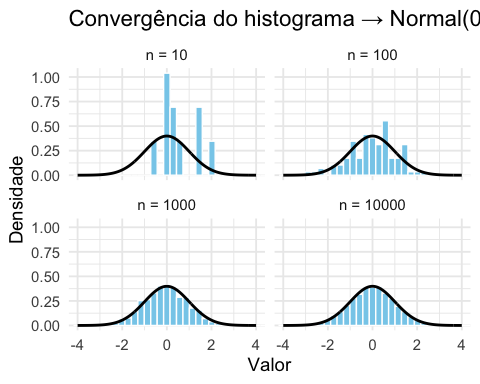 Convergência do histograma → Normal(0
n = 10
n = 100
1.00
0.75
0.50
0.25
0.00
n = 1000
n = 10000
1.00
0.75
0.50
0.25
0.00
-4 -2 0 2 4
-4 -2 0 2 4
Densidade
Valor